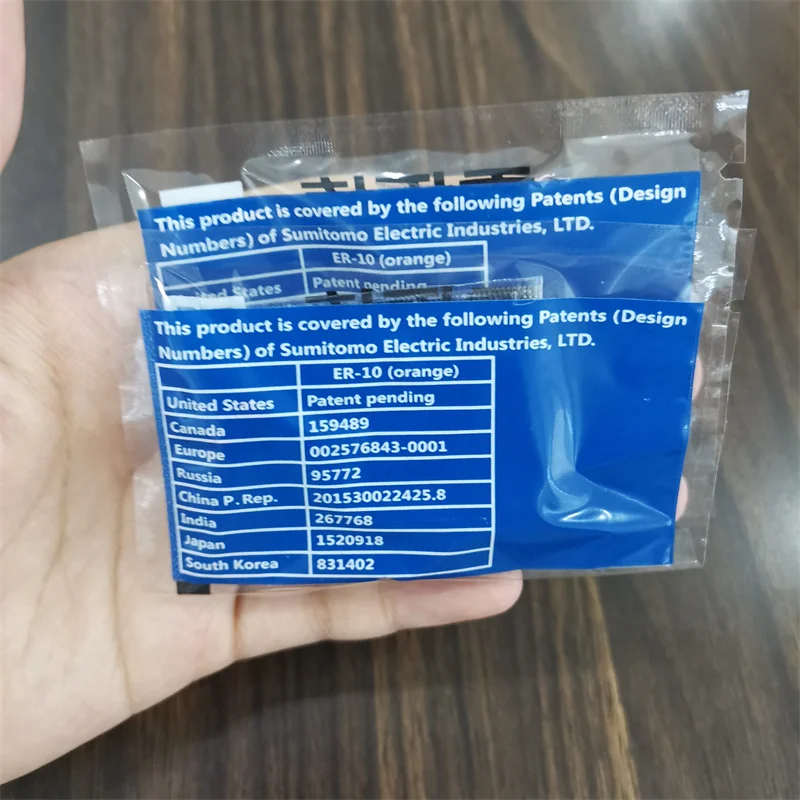 This product is covered by the following Patents (Design
Numbers) of Sumitomo Electric Industries, LTD.
ER-10 (orange)
United States Patent pending
This product is covered by the following Patents (Design
Numbers) of Sumitomo Electric Industries, LTD.
ER-10 (orange)
United States Patent pending
Canada 159489
Europe 002576843-0001
Russia 95772
China P. Rep. 201530022425.8
India 267768
Japan 1520918
South Korea 831402